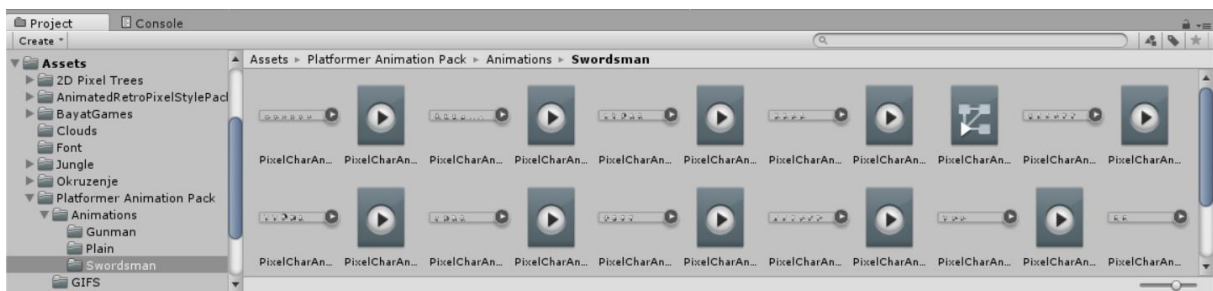 Project Console
Create
Assets
2D Pixel Trees
AnimatedRetroPixelStylePacl
BayatGames
Clouds
Font
Jungle
Okruzenje
Platformer Animation Pack
Animations
Gunman
Plain
Swordsman
GIFS
Assets ▸ Platformer Animation Pack ▸ Animations ▸ Swordsman
PixelCharAn... PixelCharAn... PixelCharAn... PixelCharAn... PixelCharAn... PixelCharAn... PixelCharAn... PixelCharAn... PixelCharAn... PixelCharAn... PixelCharAn...
PixelCharAn... PixelCharAn... PixelCharAn... PixelCharAn... PixelCharAn... PixelCharAn... PixelCharAn... PixelCharAn... PixelCharAn... PixelCharAn... PixelCharAn...